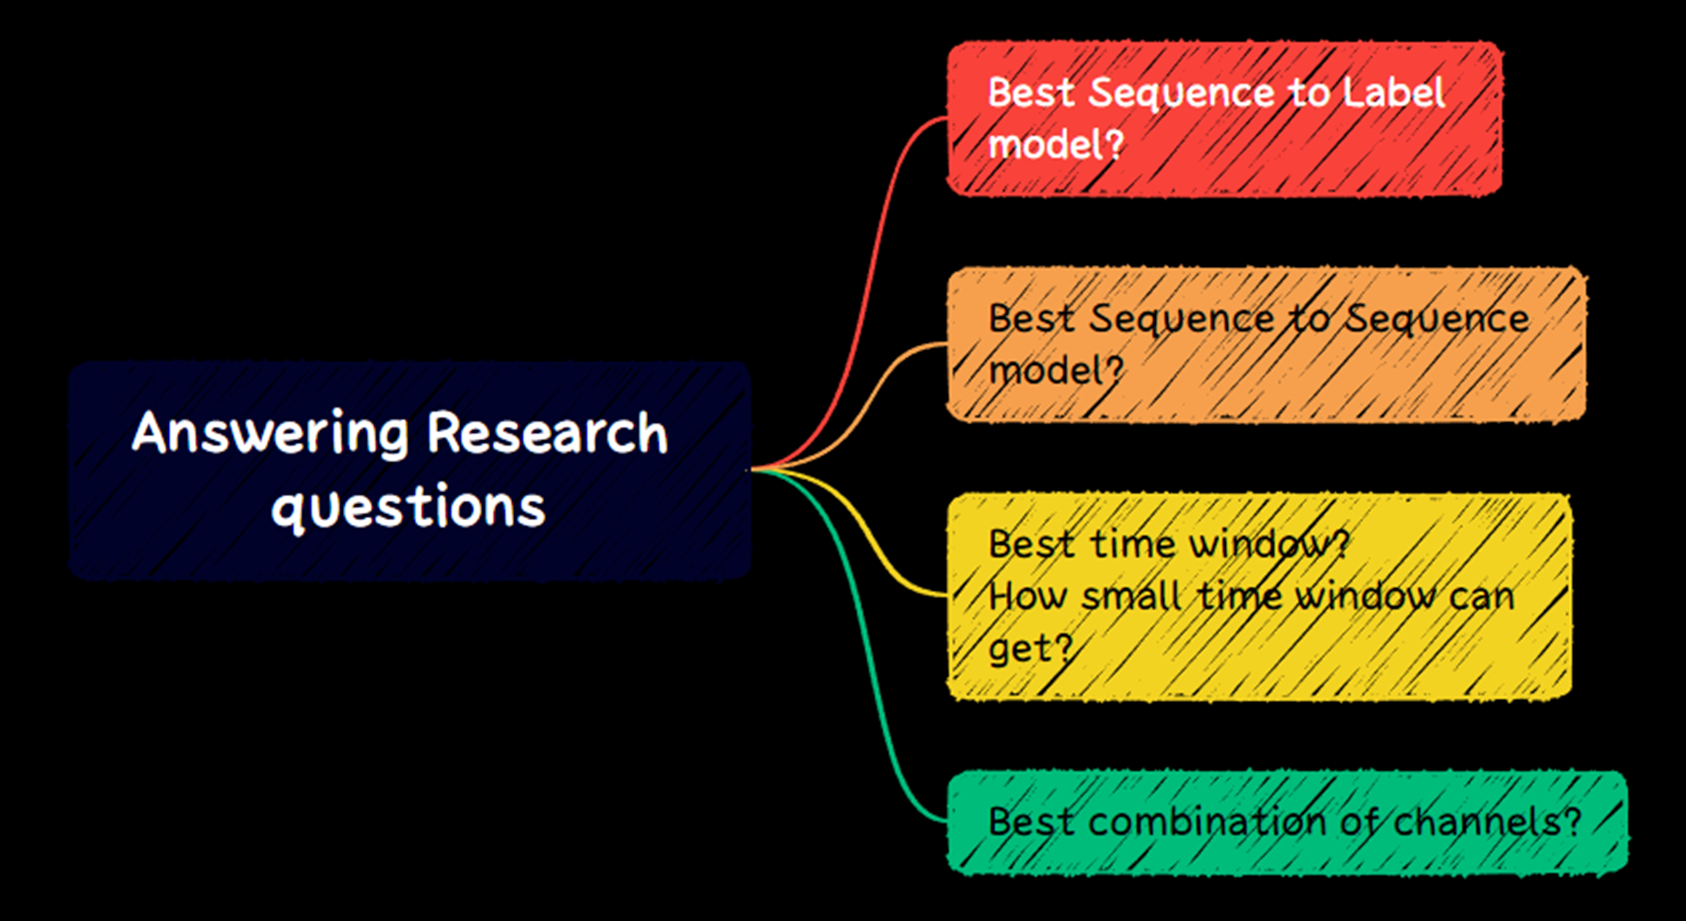 Answering Research
questions
Best Sequence to Label
model?
Best Sequence to Sequence
model?
Best time window?
How small time window can
get?
Best combination of channels?